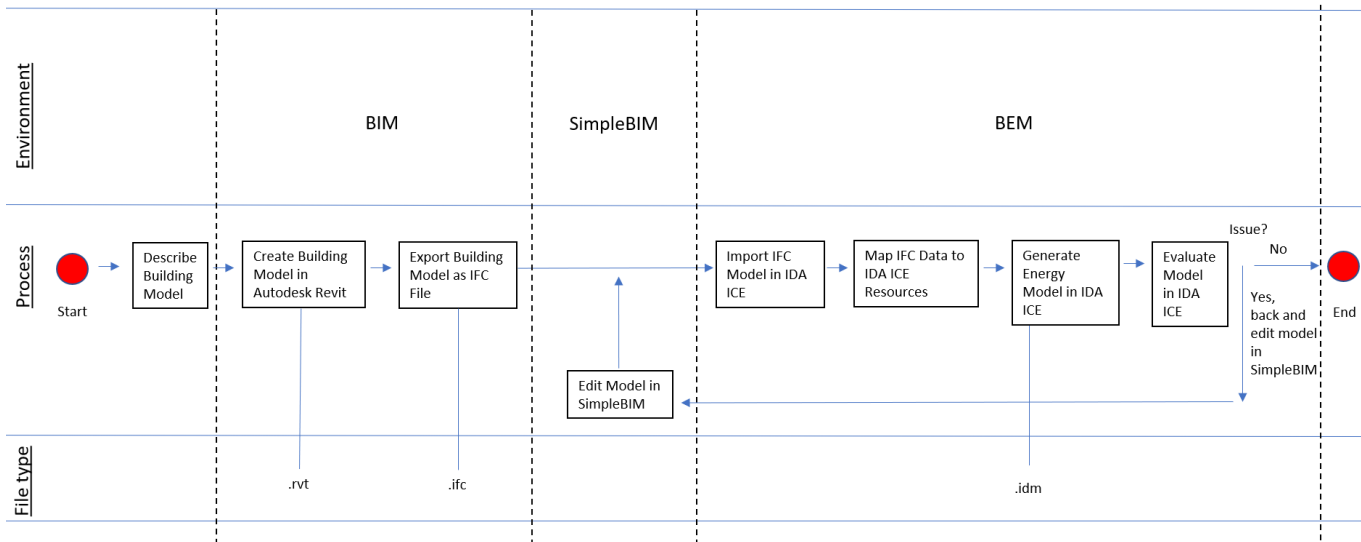 Environment
BIM
SimpleBIM
BEM
Process
Start
Describe
Building
Model
Create Building
Model in
Autodesk Revit
Export Building
Model as IFC
File
Edit Model in
SimpleBIM
Import IFC
Model in IDA
ICE
Map IFC Data to
IDA ICE
Resources
Generate
Energy
Model in IDA
ICE
Evaluate
Model
in IDA
ICE
Issue?
No
Yes,
back and
edit model
in
SimpleBIM
End
File type
.rvt
.ifc
.idm